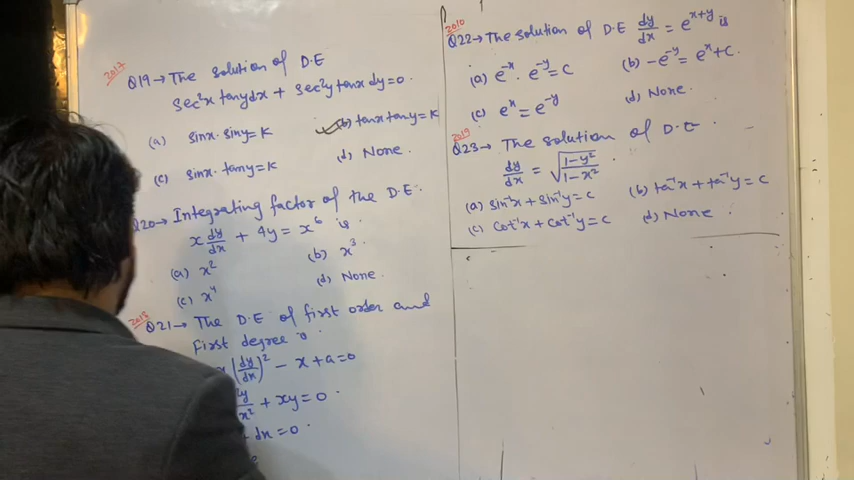 2017
Q19→ The solution of D.E
sec²x tany dx + sec²y tanx dy = 0.
(a) sinx. siny = K
(b) tanx tany = K
(c) sinx. tany = K
(d) None.
Q20→ Integrating factor of the D.E.
x dy/dx + 4y = x⁶ is
(a) x²
(b) x³.
(c) x⁴
(d) None.
2018
Q21→ The D.E of first order and
First degree
(dy/dx)² - x + a = 0
+ xy = 0.
dx = 0.
2010
Q22→ The solution of D.E dy/dx = e^(x+y) is
(a) e^-x . e^-y = C
(b) -e^-y = e^x + C.
(c) e^x = e^-y
(d) None.
2019
Q23→ The solution of D.E
dy/dx = √((1-y²)/(1-x²)).
(a) sin⁻¹x + sin⁻¹y = c
(b) ta⁻¹x + ta⁻¹y = C
(c) cot⁻¹x + cot⁻¹y = C
(d) None.